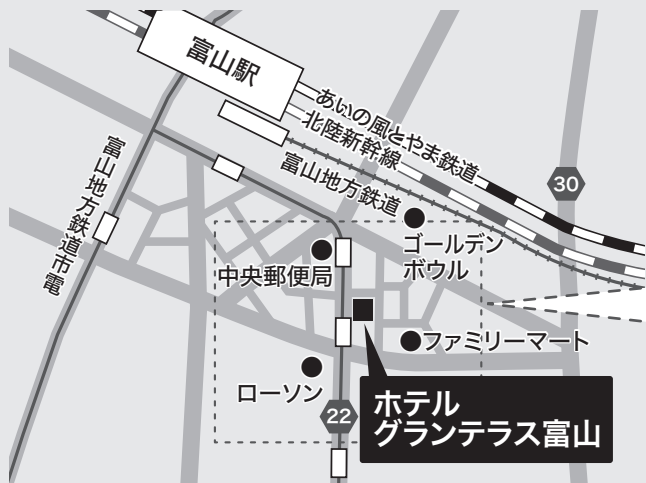 富山駅
あいの風とやま鉄道
北陸新幹線
富山地方鉄道
富山地方鉄道市電
30
ゴールデン
ボウル
中央郵便局
ファミリーマート
ローソン
22
ホテル
グランテラス富山